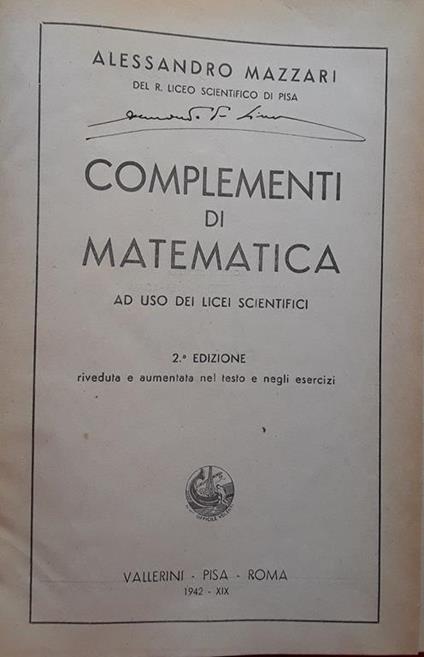 ALESSANDRO MAZZARI
DEL R. LICEO SCIENTIFICO DI PISA
COMPLEMENTI
DI
MATEMATICA
AD USO DEI LICEI SCIENTIFICI
2.ª EDIZIONE
riveduta e aumentata nel testo e negli esercizi
VALLERINI - PISA - ROMA
1942 - XIX